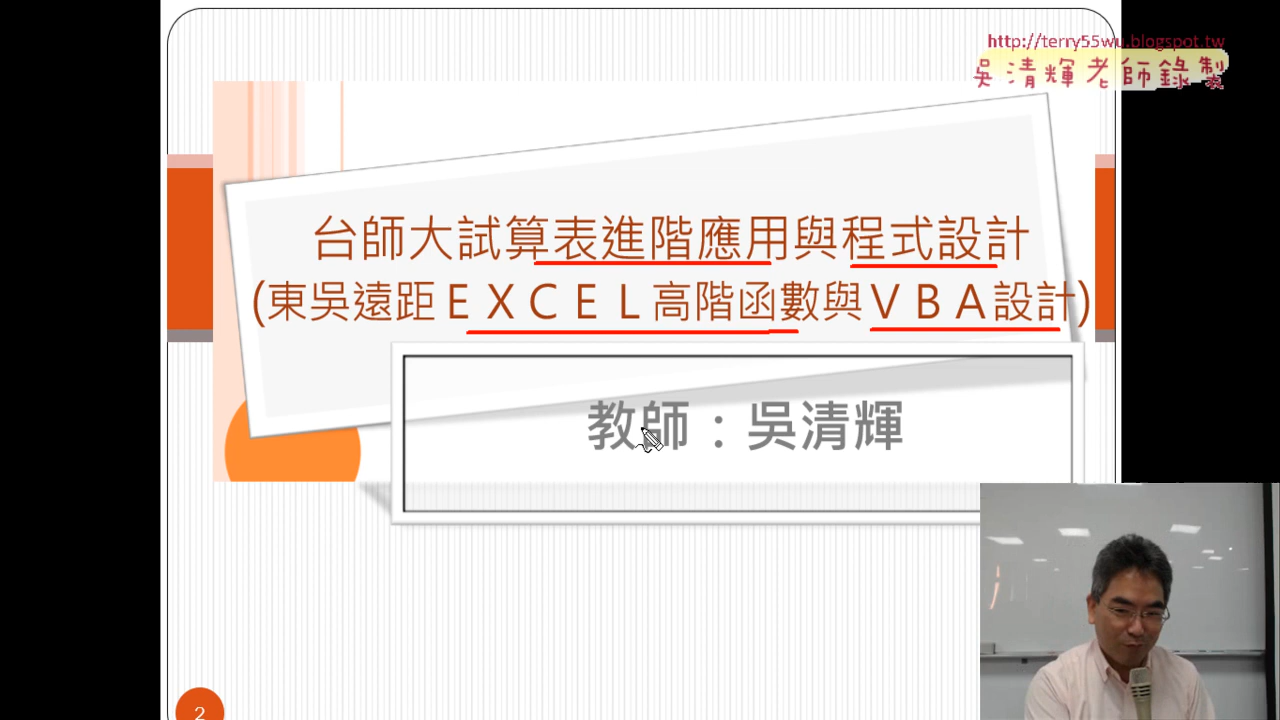 http://terry55wu.blogspot.tw
吳清輝老師錄製
台師大試算表進階應用與程式設計
(東吳遠距ＥＸＣＥＬ高階函數與ＶＢＡ設計)
教師：吳清輝
2